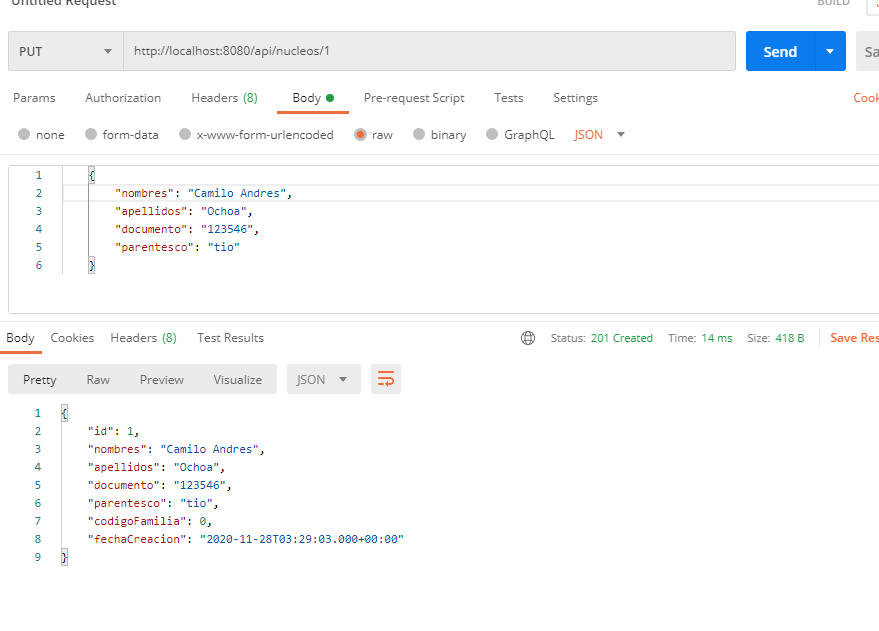 Untitled Request BUILD
PUT http://localhost:8080/api/nucleos/1 Send Sa
Params Authorization Headers (8) Body Pre-request Script Tests Settings Cook
none form-data x-www-form-urlencoded raw binary GraphQL JSON
1 {
2 "nombres": "Camilo Andres",
3 "apellidos": "Ochoa",
4 "documento": "123546",
5 "parentesco": "tio"
6 }
Body Cookies Headers (8) Test Results Status: 201 Created Time: 14 ms Size: 418 B Save Res
Pretty Raw Preview Visualize JSON
1 {
2 "id": 1,
3 "nombres": "Camilo Andres",
4 "apellidos": "Ochoa",
5 "documento": "123546",
6 "parentesco": "tio",
7 "codigoFamilia": 0,
8 "fechaCreacion": "2020-11-28T03:29:03.000+00:00"
9 }